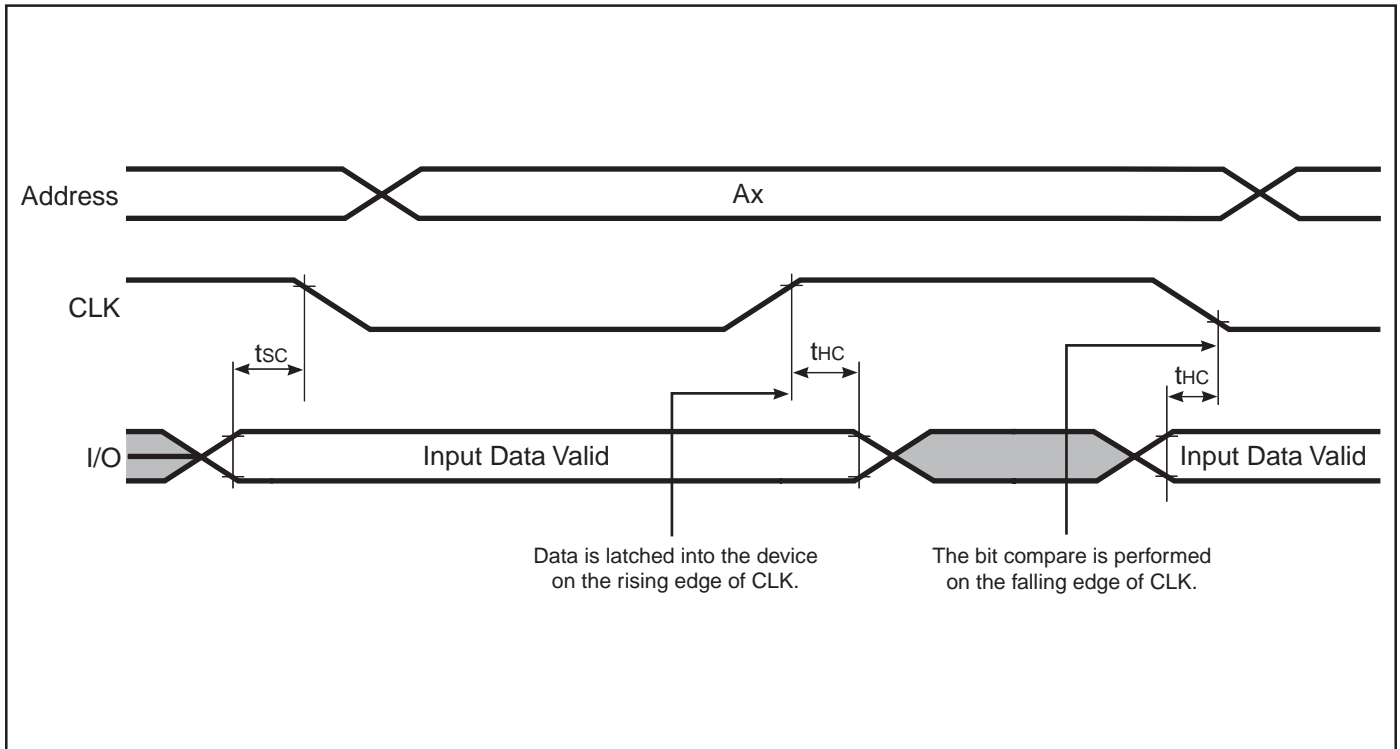 Address
Ax
CLK
tSC
tHC
tHC
I/O
Input Data Valid
Input Data Valid
Data is latched into the device
on the rising edge of CLK.
The bit compare is performed
on the falling edge of CLK.